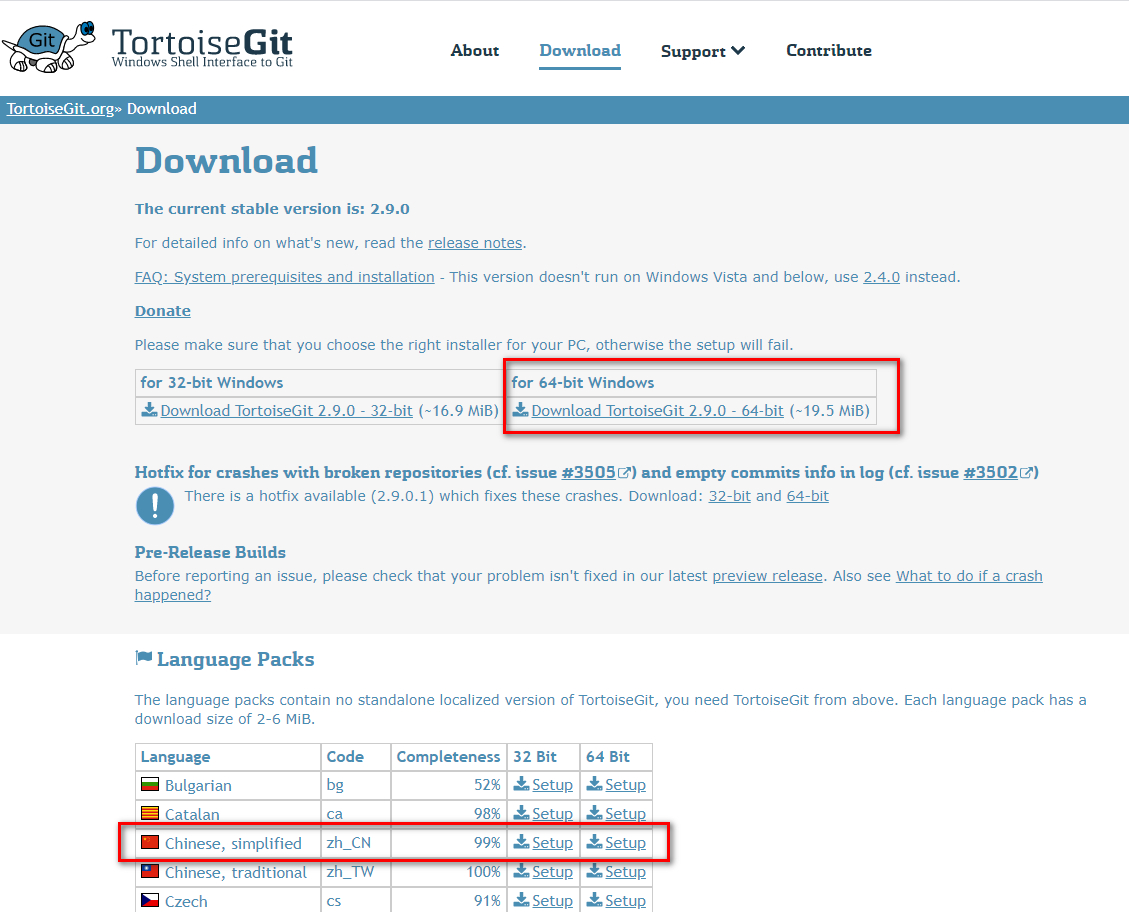 Git
TortoiseGit
Windows Shell Interface to Git
About Download Support Contribute
TortoiseGit.org» Download
Download
The current stable version is: 2.9.0
For detailed info on what's new, read the release notes.
FAQ: System prerequisites and installation - This version doesn't run on Windows Vista and below, use 2.4.0 instead.
Donate
Please make sure that you choose the right installer for your PC, otherwise the setup will fail.
for 32-bit Windows for 64-bit Windows
Download TortoiseGit 2.9.0 - 32-bit (~16.9 MiB) Download TortoiseGit 2.9.0 - 64-bit (~19.5 MiB)
Hotfix for crashes with broken repositories (cf. issue #3505) and empty commits info in log (cf. issue #3502)
There is a hotfix available (2.9.0.1) which fixes these crashes. Download: 32-bit and 64-bit
Pre-Release Builds
Before reporting an issue, please check that your problem isn't fixed in our latest preview release. Also see What to do if a crash
happened?
Language Packs
The language packs contain no standalone localized version of TortoiseGit, you need TortoiseGit from above. Each language pack has a
download size of 2-6 MiB.
Language Code Completeness 32 Bit 64 Bit
Bulgarian bg 52% Setup Setup
Catalan ca 98% Setup Setup
Chinese, simplified zh_CN 99% Setup Setup
Chinese, traditional zh_TW 100% Setup Setup
Czech cs 91% Setup Setup